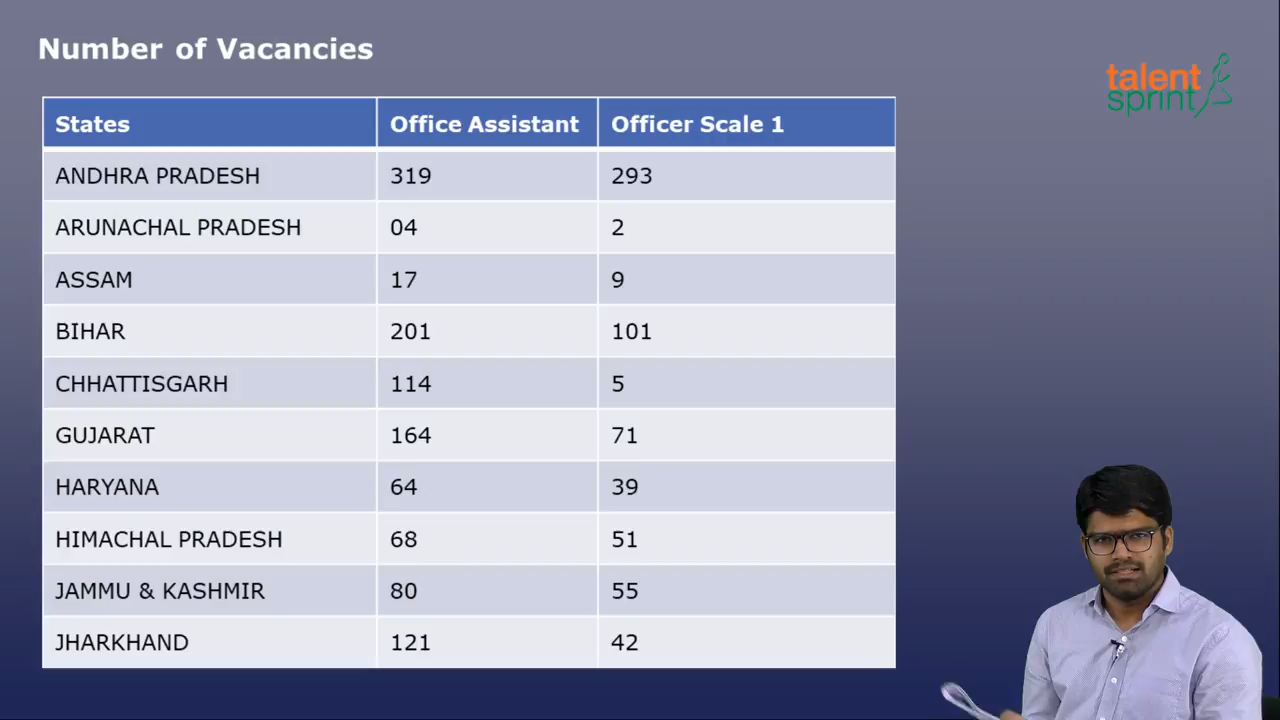 Number of Vacancies
talent
sprint
States Office Assistant Officer Scale 1
ANDHRA PRADESH 319 293
ARUNACHAL PRADESH 04 2
ASSAM 17 9
BIHAR 201 101
CHHATTISGARH 114 5
GUJARAT 164 71
HARYANA 64 39
HIMACHAL PRADESH 68 51
JAMMU & KASHMIR 80 55
JHARKHAND 121 42